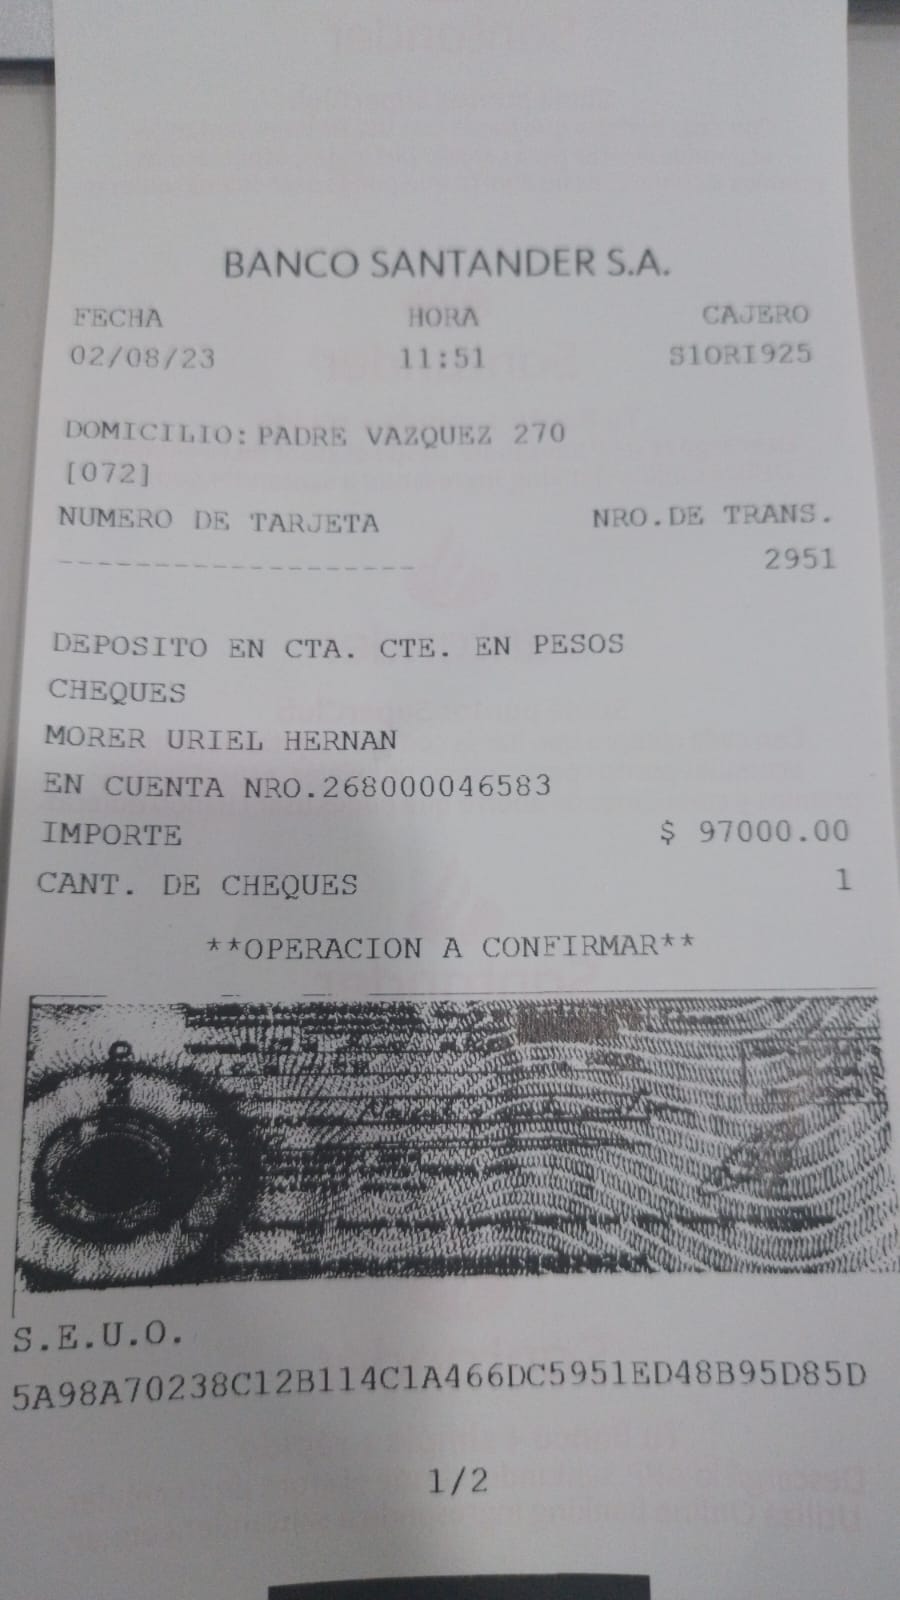 BANCO SANTANDER S.A.
FECHA HORA CAJERO
02/08/23 11:51 S1ORI925
DOMICILIO: PADRE VAZQUEZ 270
[072]
NUMERO DE TARJETA NRO.DE TRANS.
------------------- 2951
DEPOSITO EN CTA. CTE. EN PESOS
CHEQUES
MORER URIEL HERNAN
EN CUENTA NRO.268000046583
IMPORTE $ 97000.00
CANT. DE CHEQUES 1
**OPERACION A CONFIRMAR**
S.E.U.O.
5A98A70238C12B114C1A466DC5951ED48B95D85D
1/2